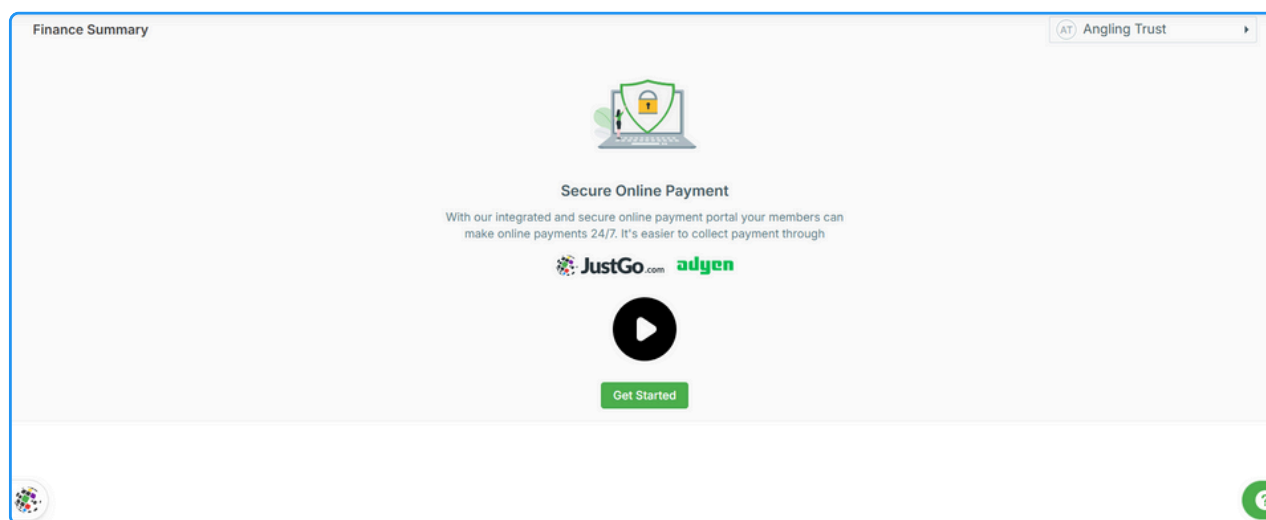 Finance Summary
AT Angling Trust
Secure Online Payment
With our integrated and secure online payment portal your members can
make online payments 24/7. It's easier to collect payment through
JustGo.com adyen
Get Started
?